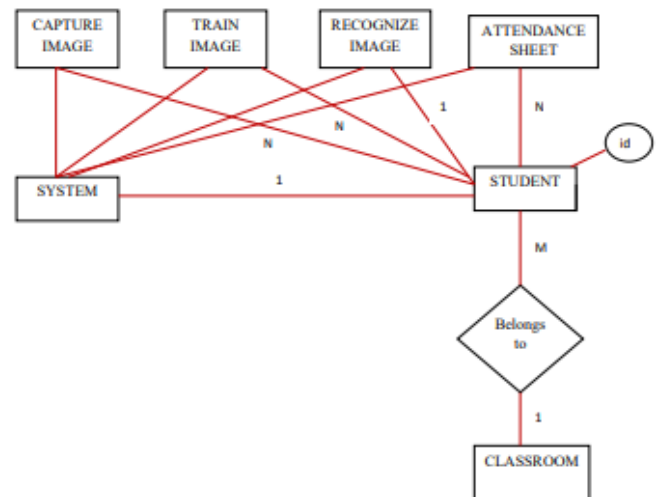 CAPTURE
IMAGE
TRAIN
IMAGE
RECOGNIZE
IMAGE
ATTENDANCE
SHEET
1
N
N
N
id
SYSTEM
1
STUDENT
M
Belongs
to
1
CLASSROOM